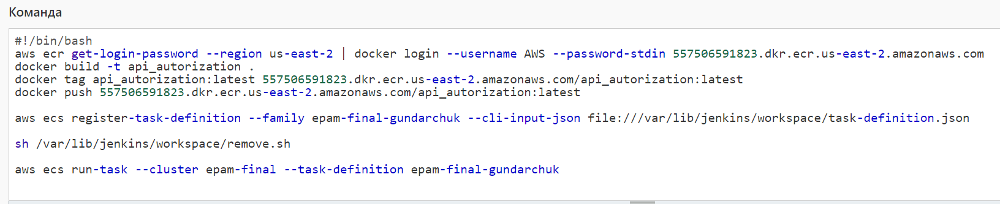 Команда
#!/bin/bash
aws ecr get-login-password --region us-east-2 | docker login --username AWS --password-stdin 557506591823.dkr.ecr.us-east-2.amazonaws.com
docker build -t api_autorization .
docker tag api_autorization:latest 557506591823.dkr.ecr.us-east-2.amazonaws.com/api_autorization:latest
docker push 557506591823.dkr.ecr.us-east-2.amazonaws.com/api_autorization:latest
aws ecs register-task-definition --family epam-final-gundarchuk --cli-input-json file:///var/lib/jenkins/workspace/task-definition.json
sh /var/lib/jenkins/workspace/remove.sh
aws ecs run-task --cluster epam-final --task-definition epam-final-gundarchuk